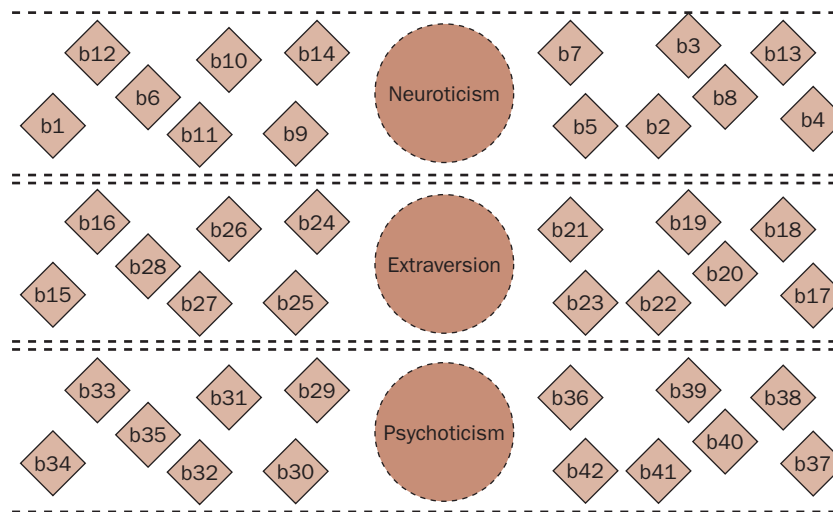 b12
b10
b14
b7
b3
b13
b6
Neuroticism
b8
b1
b11
b9
b5
b2
b4
b16
b26
b24
b21
b19
b18
b28
Extraversion
b20
b15
b27
b25
b23
b22
b17
b33
b31
b29
b36
b39
b38
b35
Psychoticism
b40
b34
b32
b30
b42
b41
b37